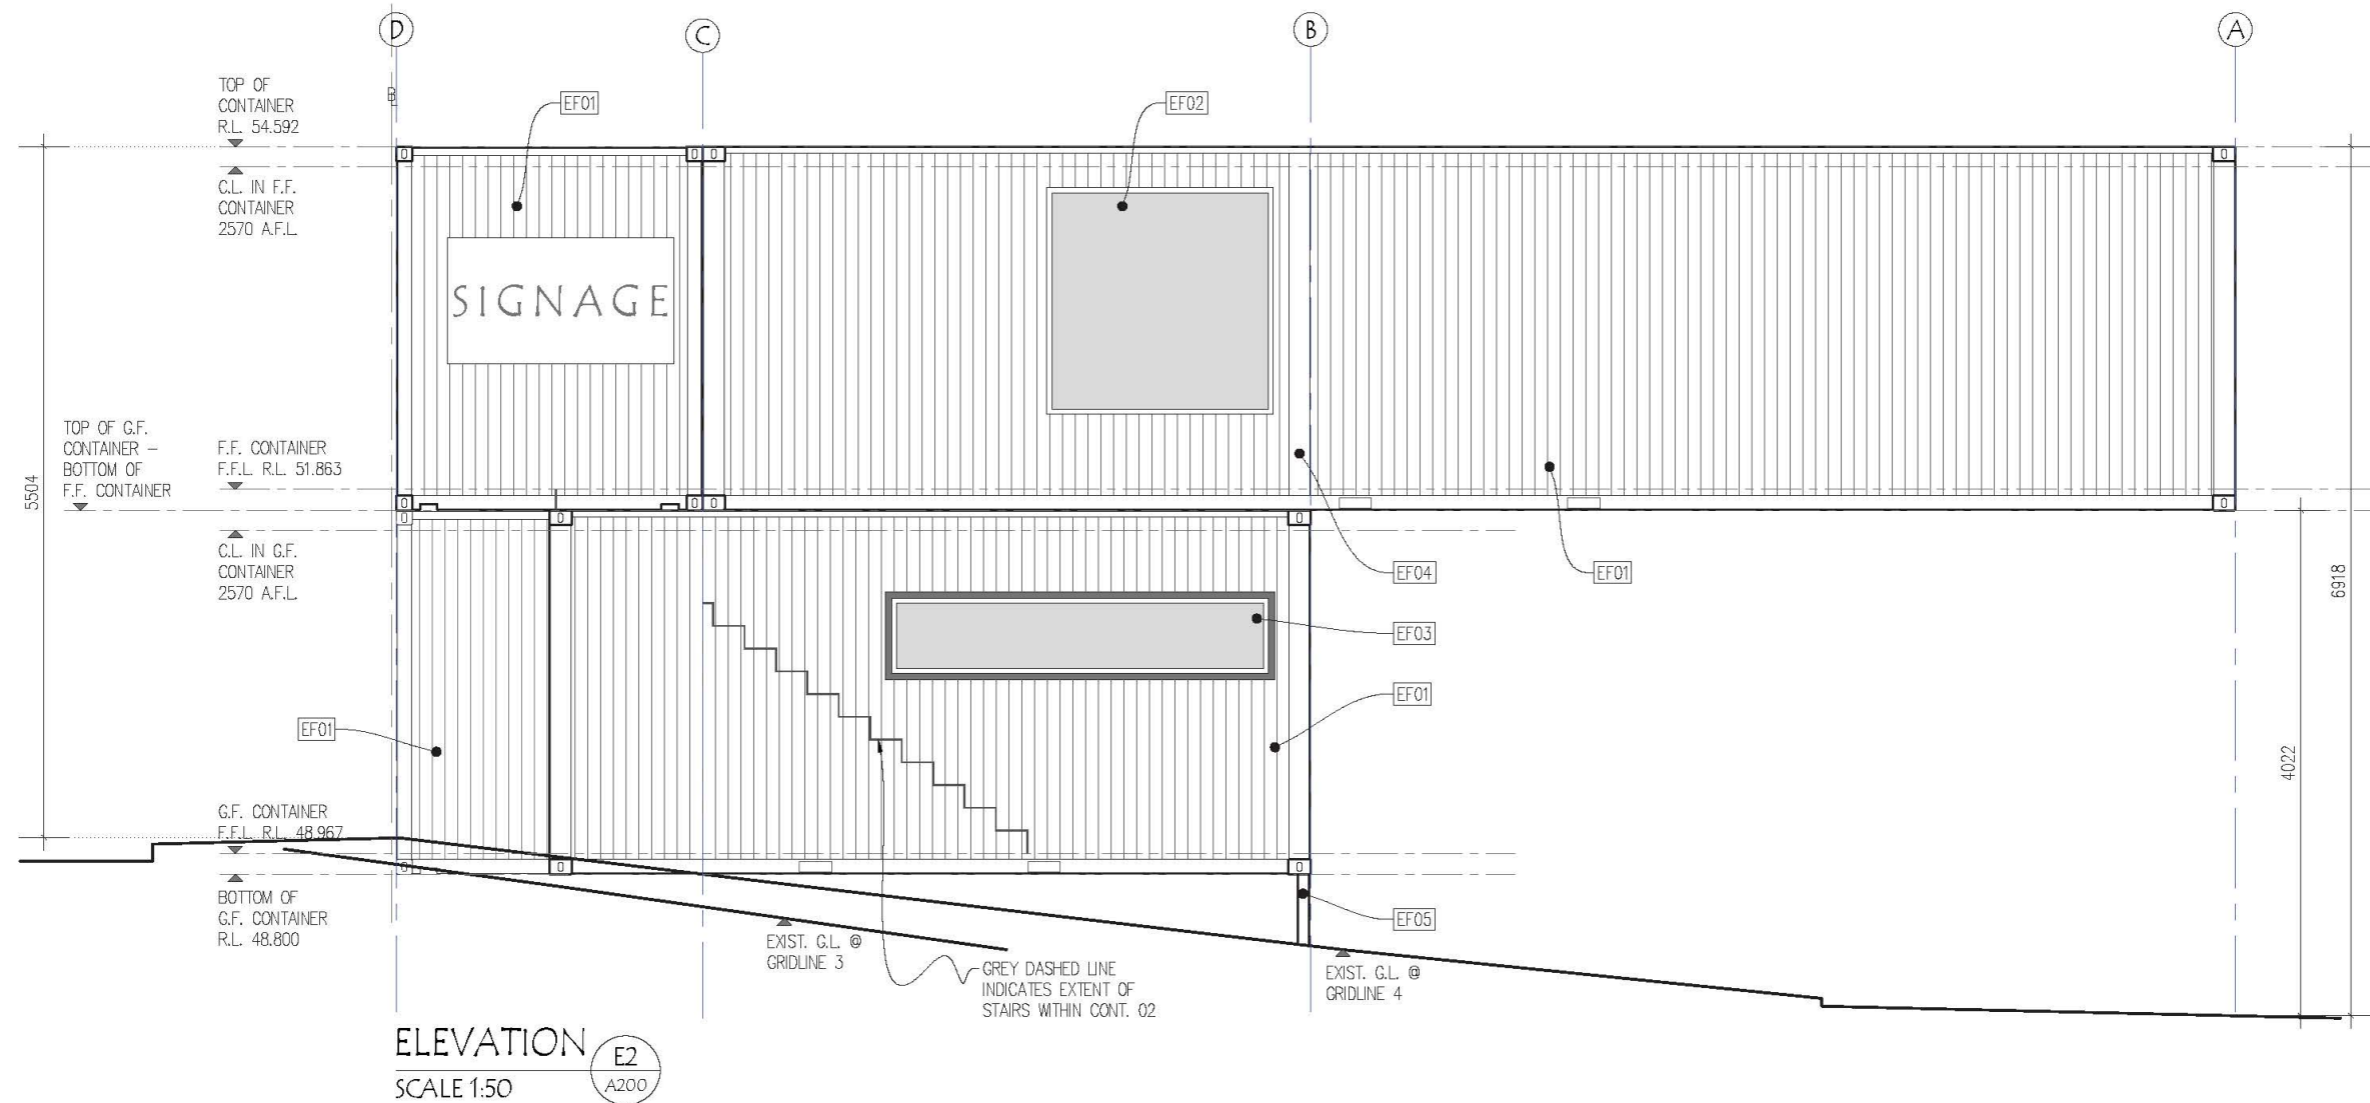 D
C
B
A
TOP OF
CONTAINER
R.L. 54.592
B
EF01
EF02
C.L. IN F.F.
CONTAINER
2570 A.F.L.
SIGNAGE
TOP OF G.F.
CONTAINER –
BOTTOM OF
F.F. CONTAINER
F.F. CONTAINER
F.F.L. R.L. 51.863
5504
C.L. IN G.F.
CONTAINER
2570 A.F.L.
EF04
EF01
6918
EF03
EF01
EF01
4022
G.F. CONTAINER
F.F.L. R.L. 48.967
BOTTOM OF
G.F. CONTAINER
R.L. 48.800
EF05
EXIST. G.L. @
GRIDLINE 3
GREY DASHED LINE
INDICATES EXTENT OF
STAIRS WITHIN CONT. 02
EXIST. G.L. @
GRIDLINE 4
ELEVATION
SCALE 1:50
E2
A200